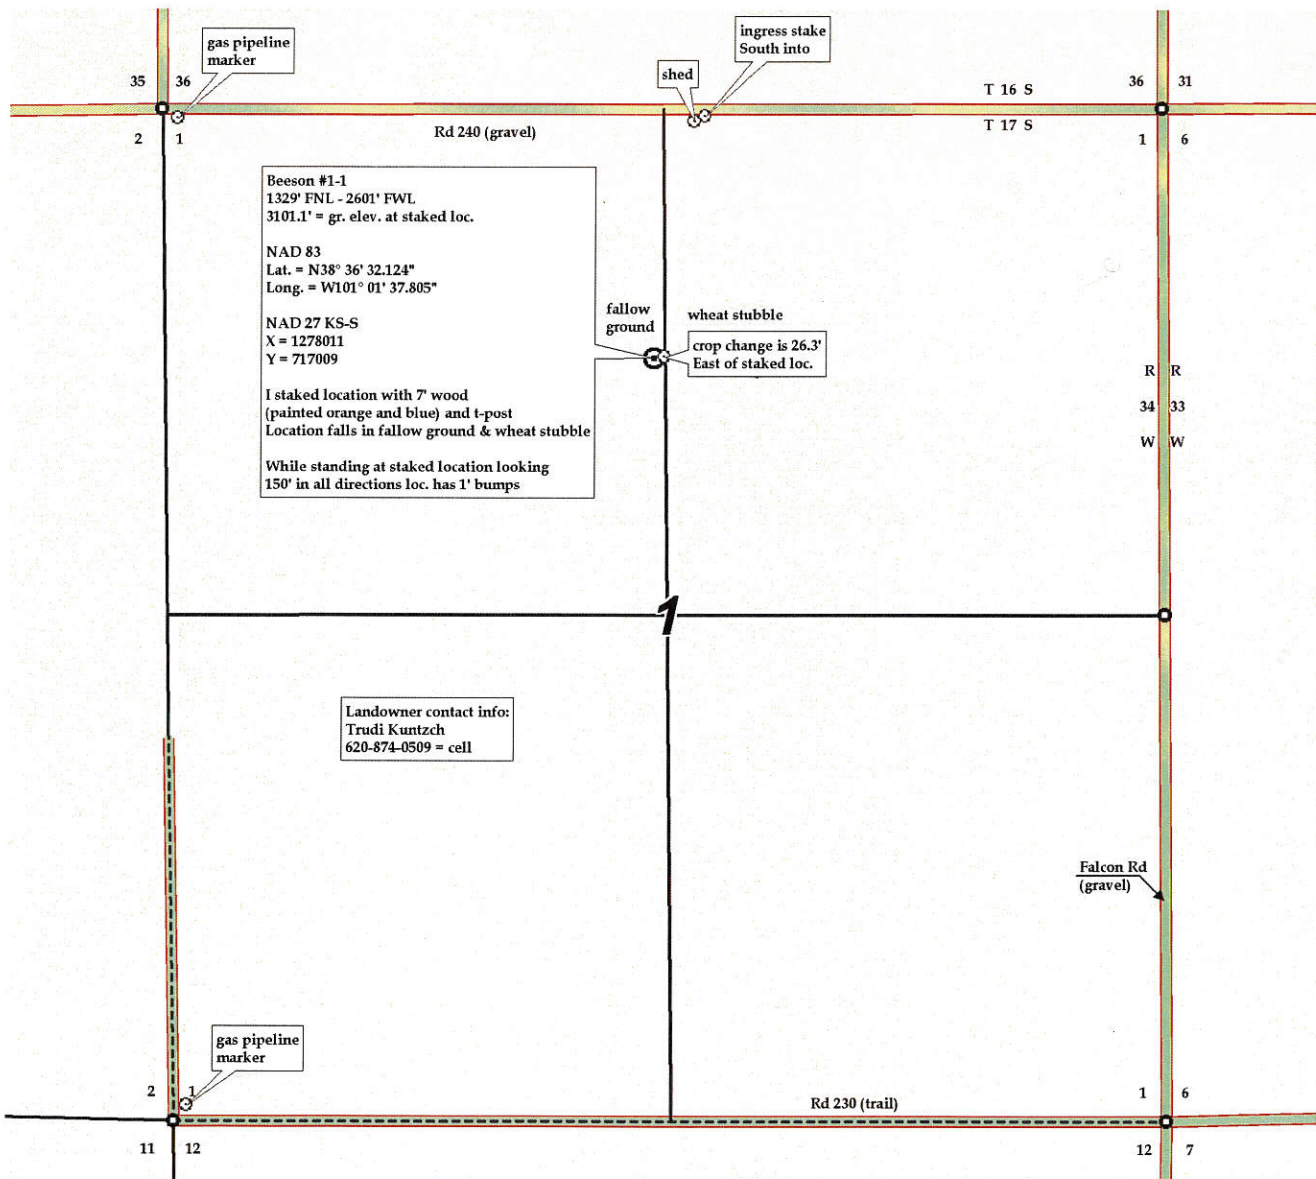 gas pipeline
marker
ingress stake
South into
shed
35 36
36 31
T 16 S
T 17 S
2 1
Rd 240 (gravel)
1 6
Beeson #1-1
1329' FNL - 2601' FWL
3101.1' = gr. elev. at staked loc.
NAD 83
Lat. = N38° 36' 32.124"
Long. = W101° 01' 37.805"
NAD 27 KS-S
X = 1278011
Y = 717009
I staked location with 7' wood
(painted orange and blue) and t-post
Location falls in fallow ground & wheat stubble
While standing at staked location looking
150' in all directions loc. has 1' bumps
fallow
ground
wheat stubble
crop change is 26.3'
East of staked loc.
R R
34 33
W W
1
Landowner contact info:
Trudi Kuntzch
620-874-0509 = cell
Falcon Rd
(gravel)
gas pipeline
marker
2 1
Rd 230 (trail)
1 6
11 12
12 7